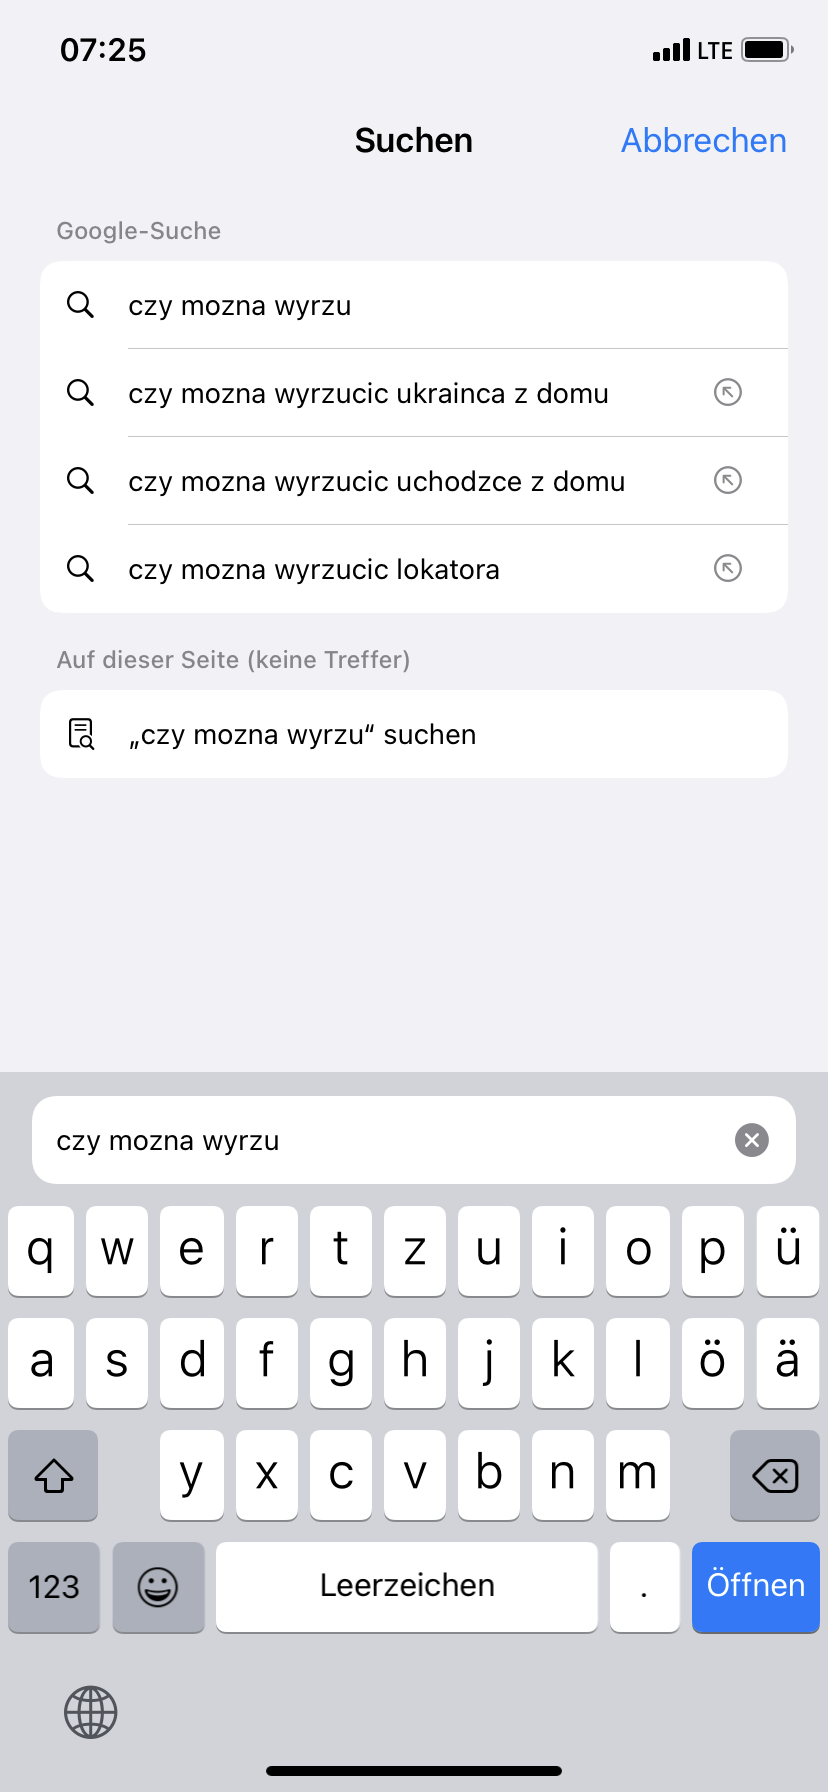 07:25
LTE
Suchen
Abbrechen
Google-Suche
czy mozna wyrzu
czy mozna wyrzucic ukrainca z domu
czy mozna wyrzucic uchodzce z domu
czy mozna wyrzucic lokatora
Auf dieser Seite (keine Treffer)
„czy mozna wyrzu“ suchen
czy mozna wyrzu
q w e r t z u i o p ü
a s d f g h j k l ö ä
y x c v b n m
123 Leerzeichen . Öffnen